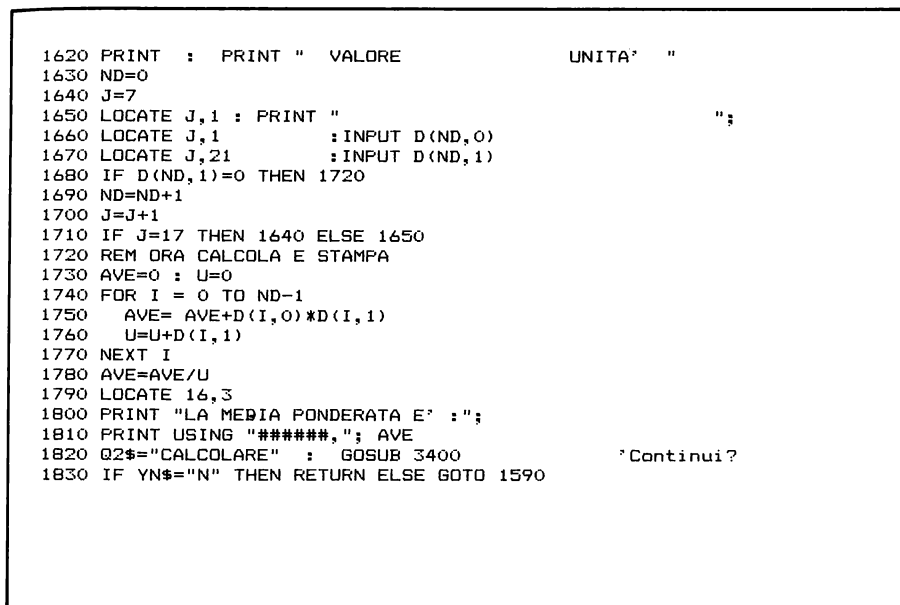 1620 PRINT  :  PRINT "  VALORE                UNITA'  "
1630 ND=0
1640 J=7
1650 LOCATE J,1 : PRINT "                                    ";
1660 LOCATE J,1        :INPUT D(ND,0)
1670 LOCATE J,21       :INPUT D(ND,1)
1680 IF D(ND,1)=0 THEN 1720
1690 ND=ND+1
1700 J=J+1
1710 IF J=17 THEN 1640 ELSE 1650
1720 REM ORA CALCOLA E STAMPA
1730 AVE=0 : U=0
1740 FOR I = 0 TO ND-1
1750   AVE= AVE+D(I,0)*D(I,1)
1760   U=U+D(I,1)
1770 NEXT I
1780 AVE=AVE/U
1790 LOCATE 16,3
1800 PRINT "LA MEDIA PONDERATA E' :";
1810 PRINT USING "######,"; AVE
1820 Q2$="CALCOLARE"  :  GOSUB 3400            'Continui?
1830 IF YN$="N" THEN RETURN ELSE GOTO 1590